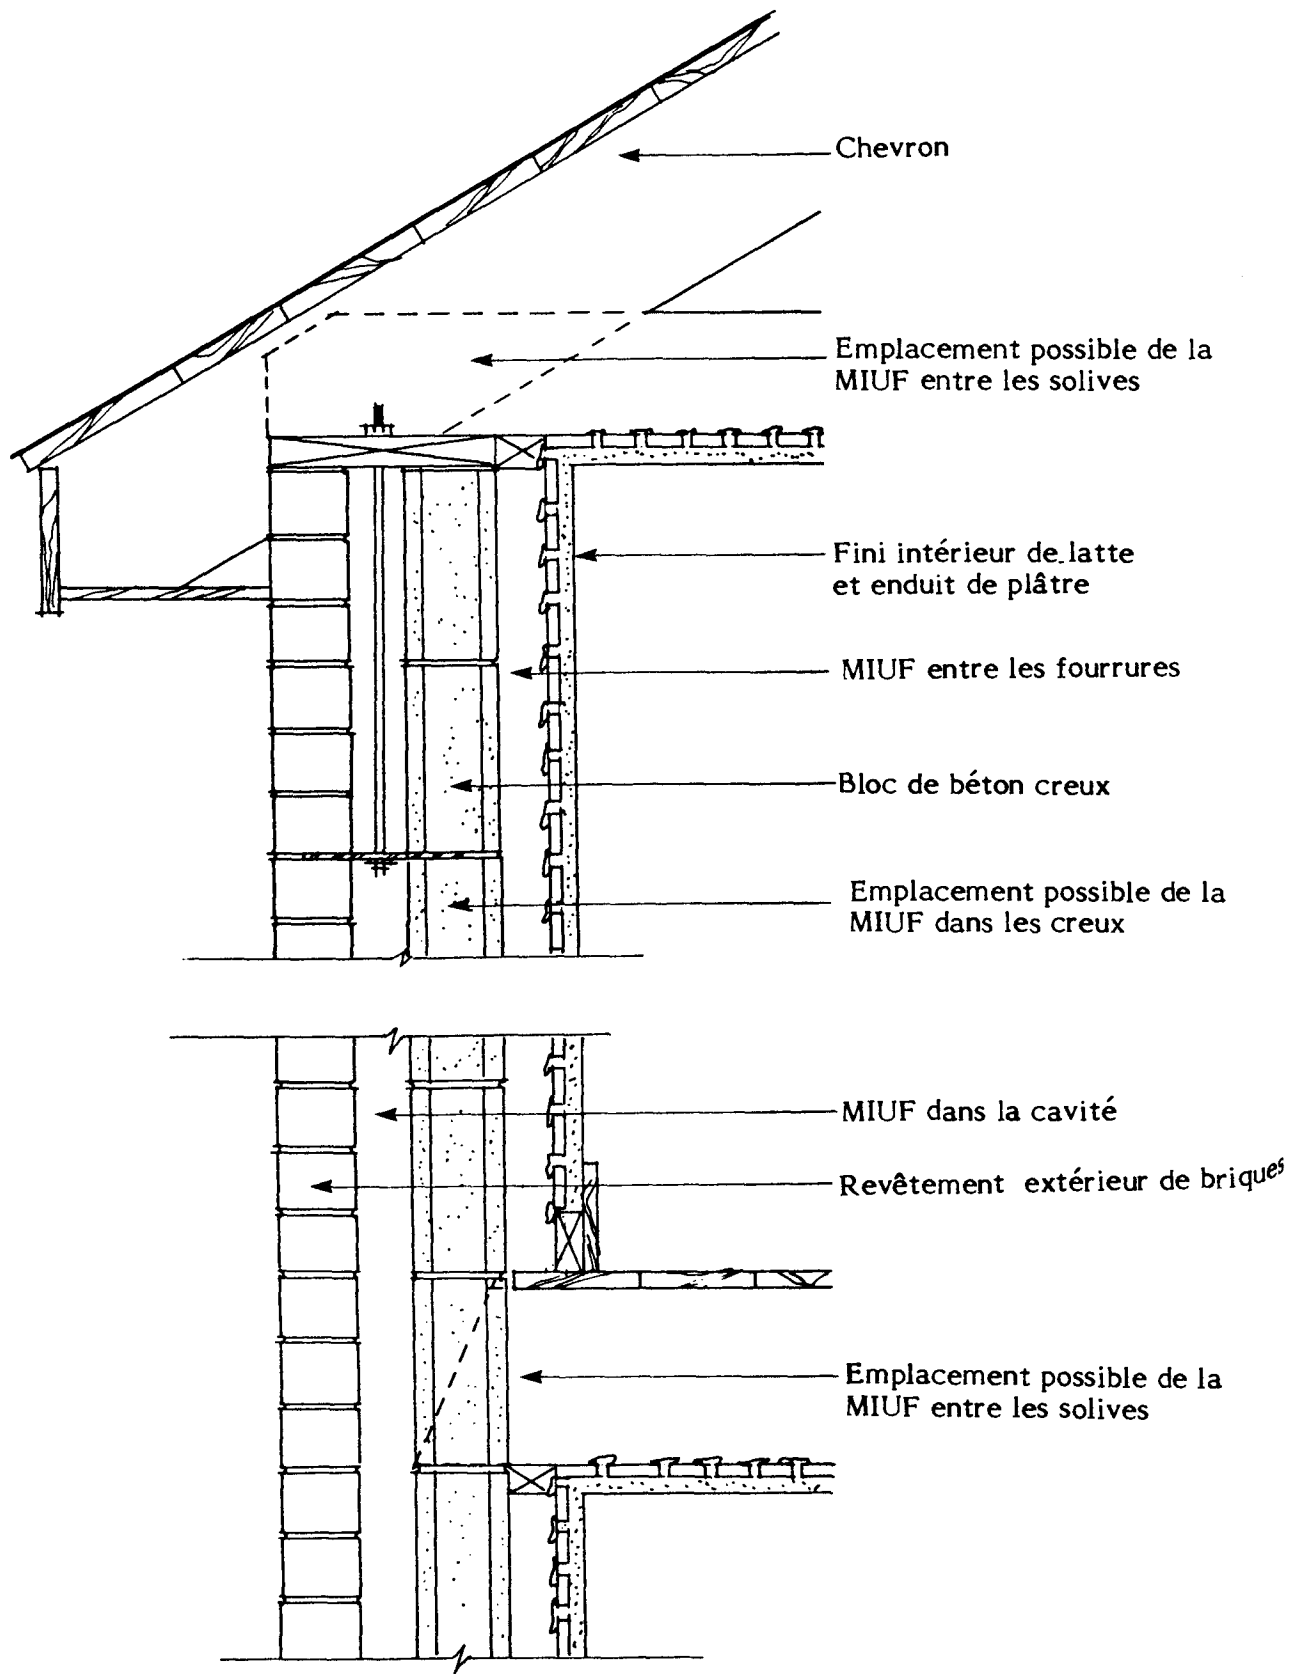 Chevron
Emplacement possible de la
MIUF entre les solives
Fini intérieur de latte
et enduit de plâtre
MIUF entre les fourrures
Bloc de béton creux
Emplacement possible de la
MIUF dans les creux
MIUF dans la cavité
Revêtement extérieur de briques
Emplacement possible de la
MIUF entre les solives